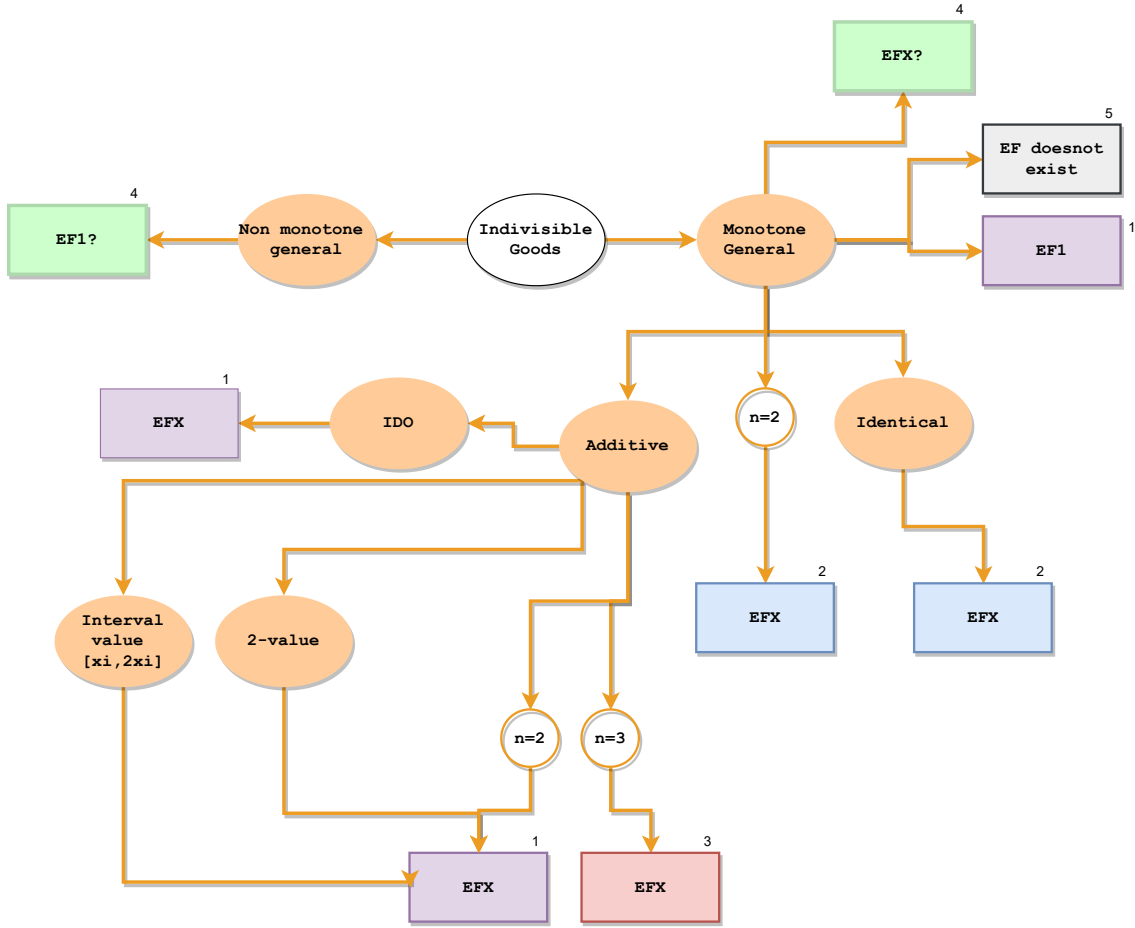 4
EFX?
5
EF doesnot
exist
4
EF1?
Non monotone
general
Indivisible
Goods
Monotone
General
1
EF1
1
EFX
IDO
Additive
n=2
Identical
2
EFX
2
EFX
Interval
value
[xi,2xi]
2-value
n=2
n=3
1
EFX
3
EFX